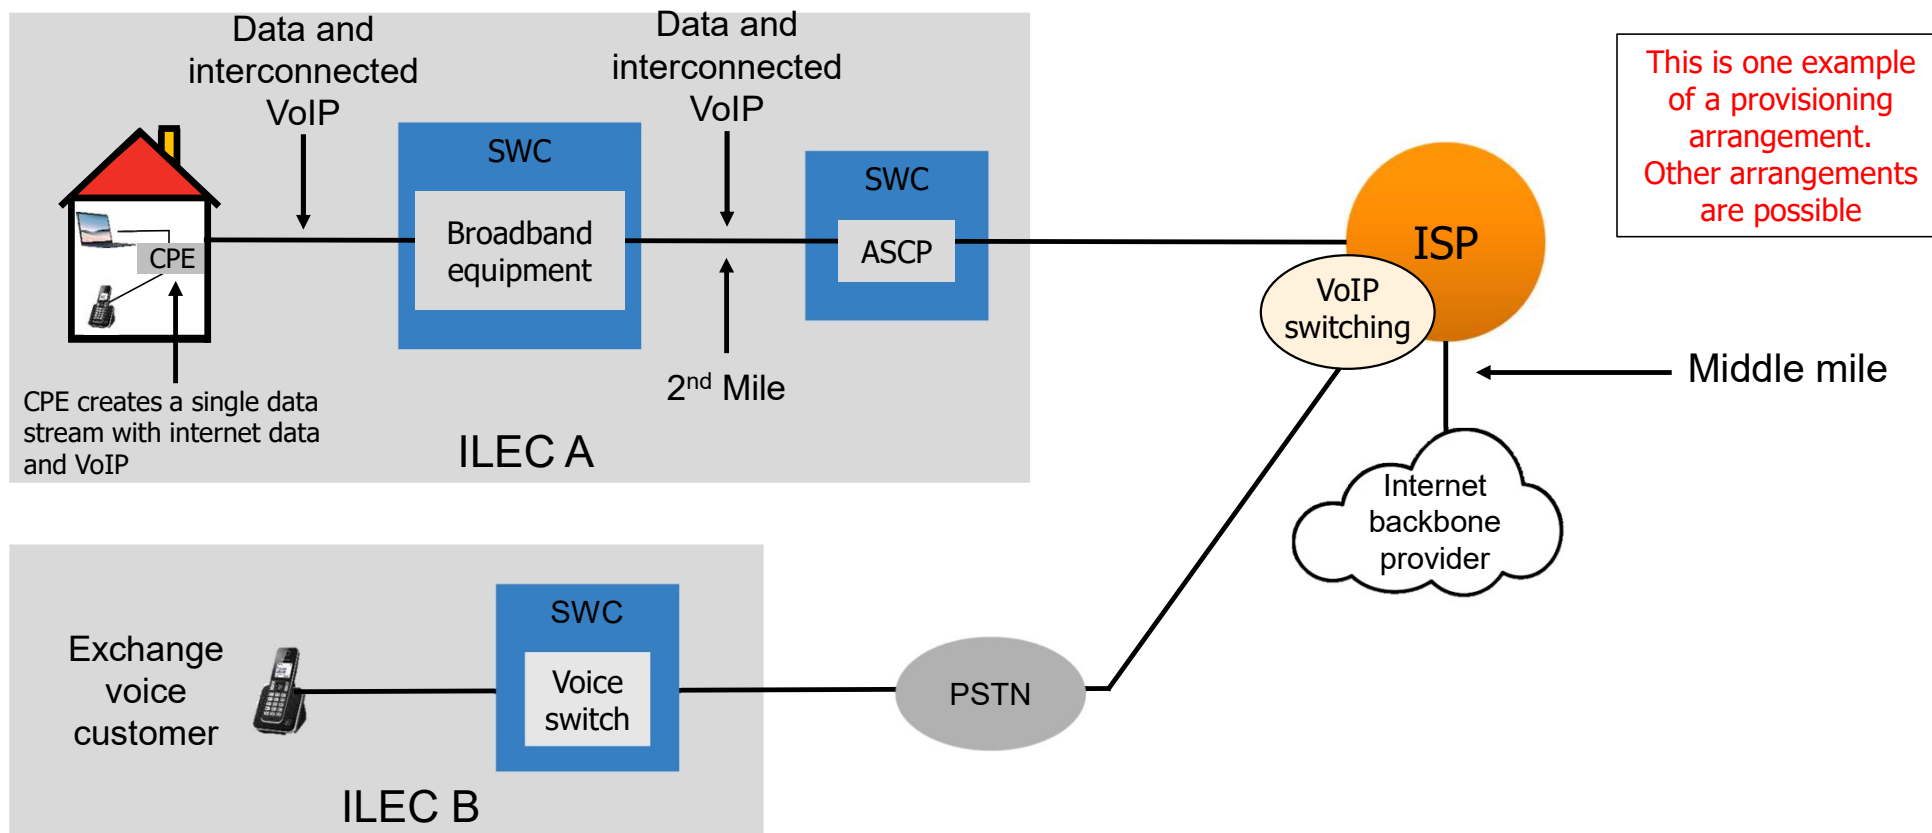 Data and
interconnected
VoIP
Data and
interconnected
VoIP
This is one example
of a provisioning
arrangement.
Other arrangements
are possible
SWC
Broadband
equipment
SWC
ASCP
CPE
ISP
VoIP
switching
2nd Mile
Middle mile
CPE creates a single data
stream with internet data
and VoIP
ILEC A
Internet
backbone
provider
Exchange
voice
customer
SWC
Voice
switch
PSTN
ILEC B